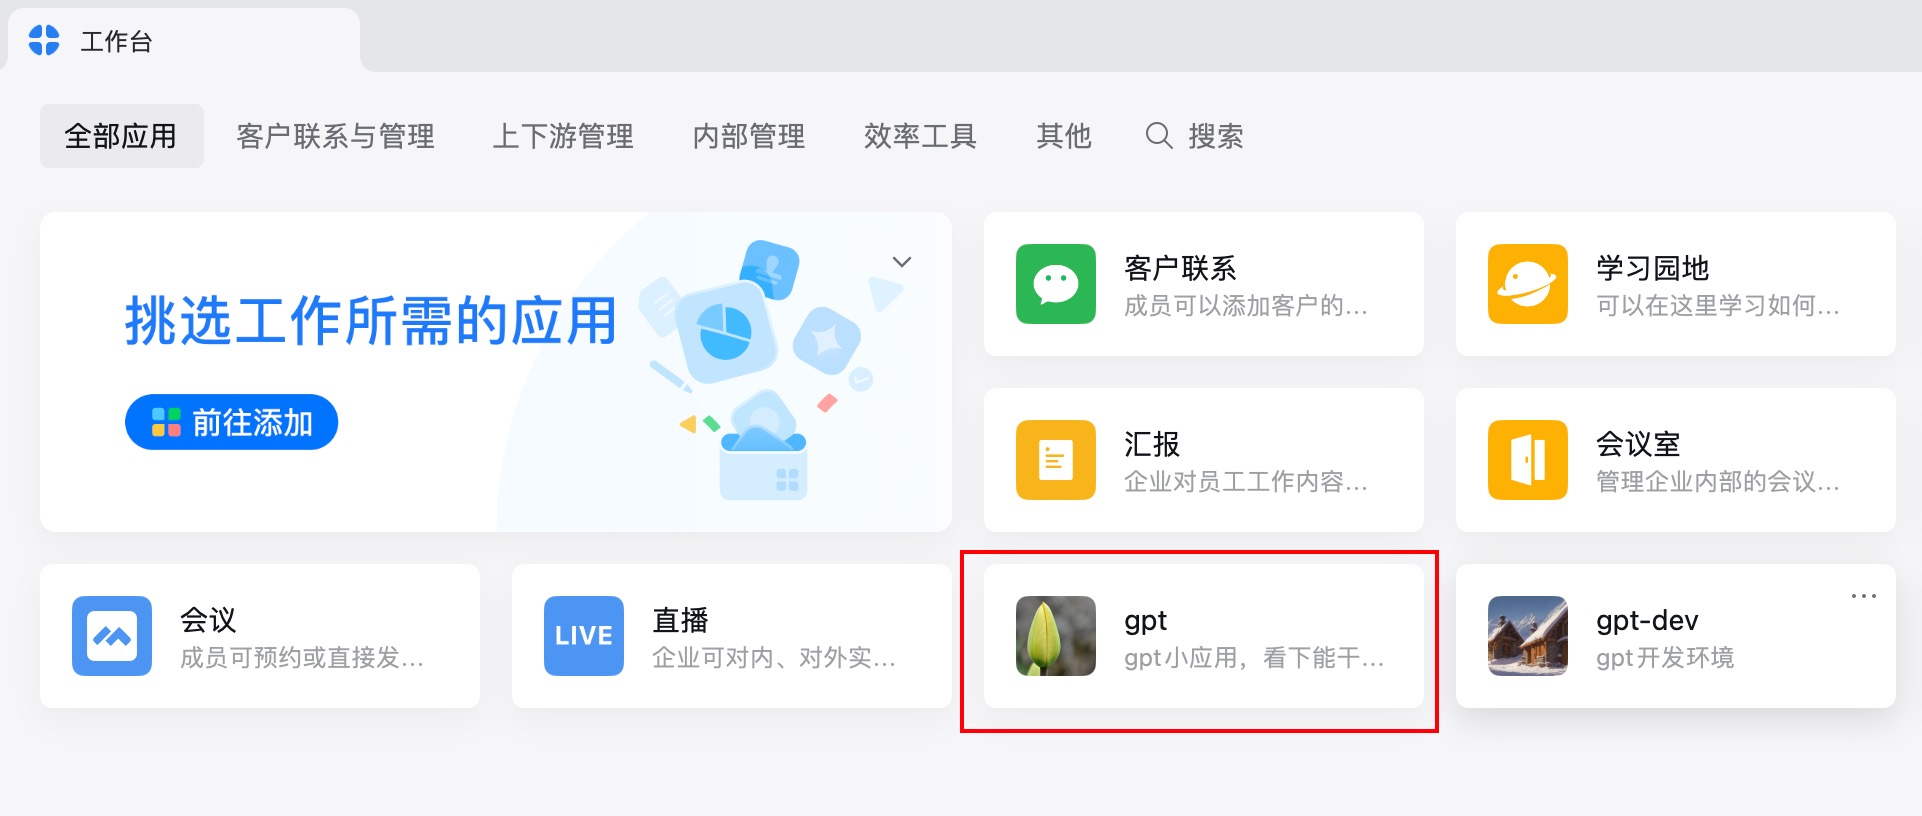 工作台
全部应用 客户联系与管理 上下游管理 内部管理 效率工具 其他 搜索
挑选工作所需的应用
前往添加
客户联系
成员可以添加客户的...
学习园地
可以在这里学习如何...
汇报
企业对员工工作内容...
会议室
管理企业内部的会议...
会议
成员可预约或直接发...
LIVE
直播
企业可对内、对外实...
gpt
gpt小应用，看下能干...
gpt-dev
gpt开发环境